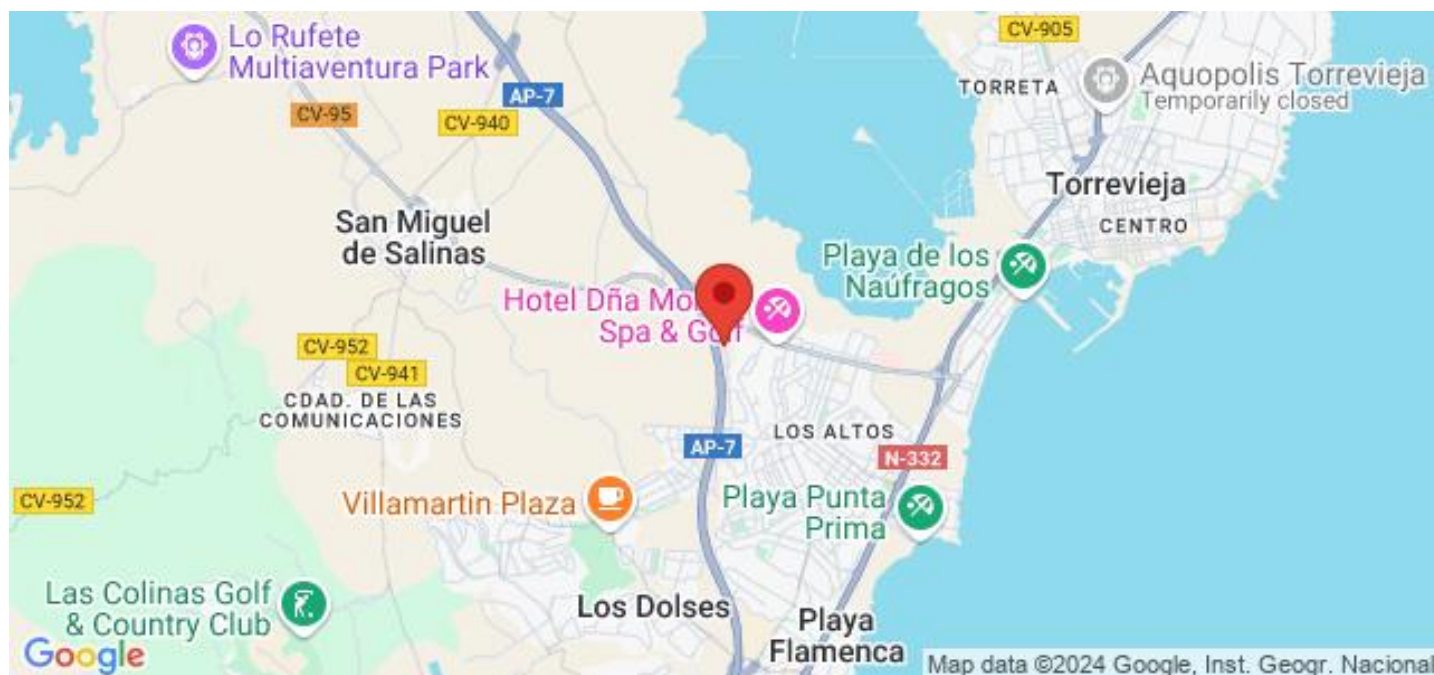 CV-905
Lo Rufete
Multiaventura Park
Aquopolis Torrevieja
Temporarily closed
TORRETA
AP-7
CV-95
CV-940
Torrevieja
San Miguel
de Salinas
CENTRO
Playa de los
Naúfragos
Hotel Dña Mo
Spa & Golf
CV-952
CV-941
CDAD. DE LAS
COMUNICACIONES
LOS ALTOS
AP-7
N-332
CV-952
Villamartin Plaza
Playa Punta
Prima
Las Colinas Golf
& Country Club
Los Dolses
Playa
Flamenca
Google
Map data ©2024 Google, Inst. Geogr. Nacional